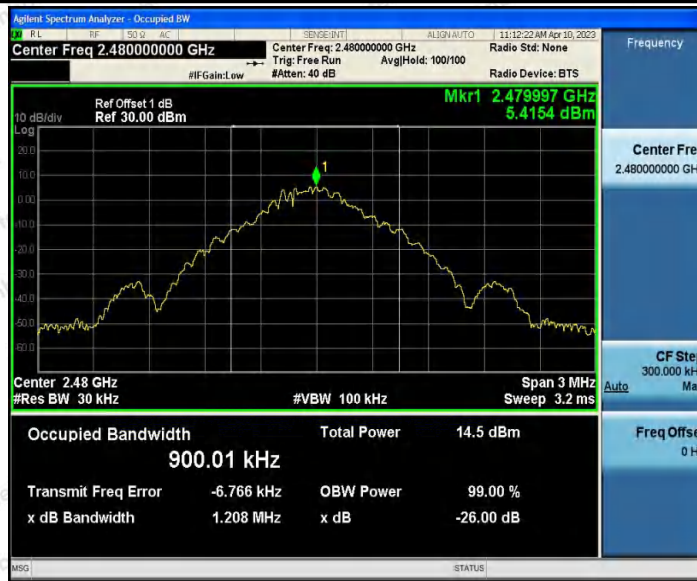 Agilent Spectrum Analyzer - Occupied BW
RL RF 50 Ω AC SENSE:INT ALIGN AUTO 11:12:22 AM Apr 10, 2023
Center Freq 2.480000000 GHz
Center Freq: 2.480000000 GHz Radio Std: None
Trig: Free Run Avg|Hold: 100/100
#IFGain:Low #Atten: 40 dB Radio Device: BTS
Frequency
Ref Offset 1 dB Mkr1 2.479997 GHz
10 dB/div Ref 30.00 dBm 5.4154 dBm
Log
20.0
10.0
0.00
-10.0
-20.0
-30.0
-40.0
-50.0
-60.0
1
Center Fre
2.480000000 GH
Center 2.48 GHz Span 3 MHz
#Res BW 30 kHz #VBW 100 kHz Sweep 3.2 ms
CF Ste
300.000 kH
Auto Ma
Occupied Bandwidth Total Power 14.5 dBm
900.01 kHz
Transmit Freq Error -6.766 kHz OBW Power 99.00 %
x dB Bandwidth 1.208 MHz x dB -26.00 dB
Freq Offse
0 H
MSG STATUS